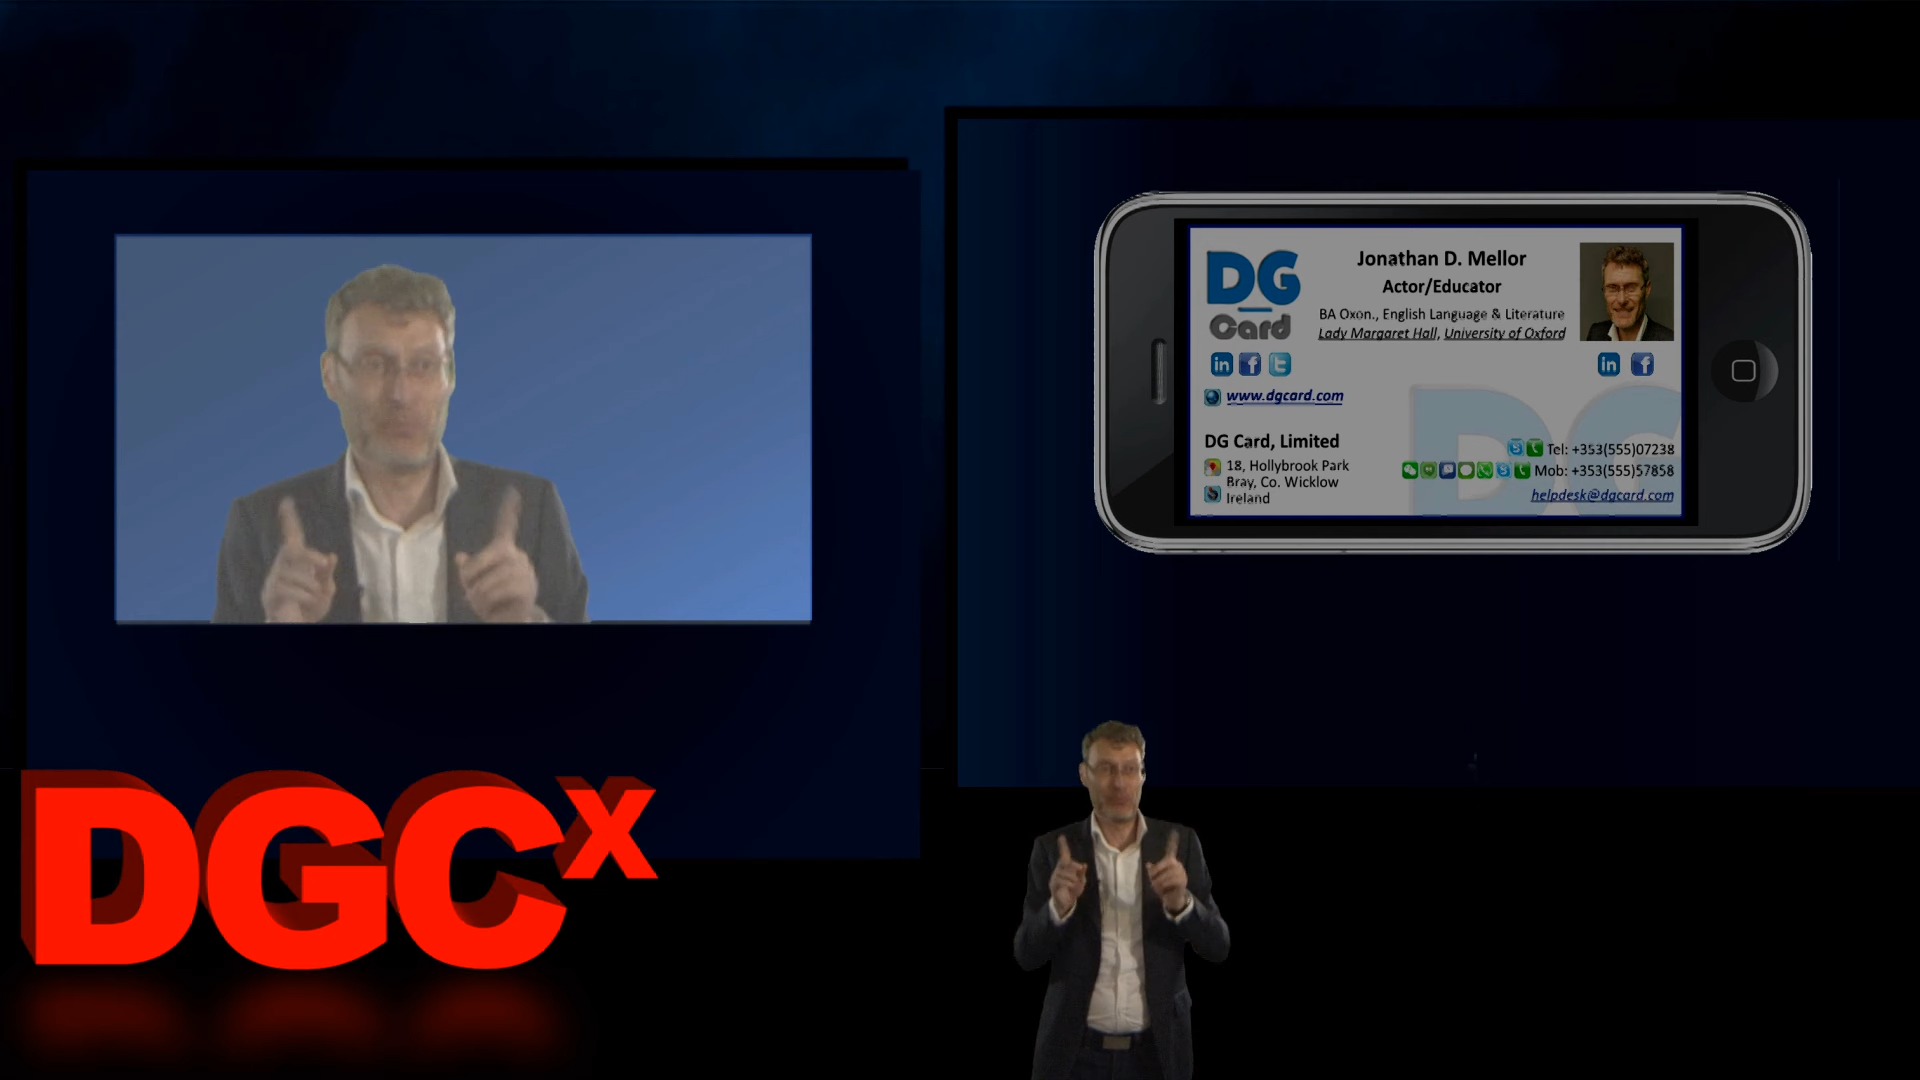 DG
Card
Jonathan D. Mellor
Actor/Educator
BA Oxon., English Language & Literature
Lady Margaret Hall, University of Oxford
www.dgcard.com
DG Card, Limited
18, Hollybrook Park
Bray, Co. Wicklow
Ireland
Tel: +353(555)07238
Mob: +353(555)57858
helpdesk@dgcard.com
DGCx